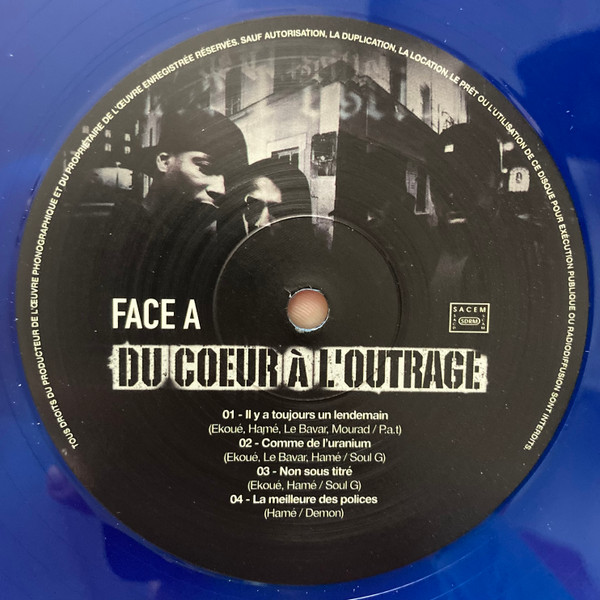 TOUS DROITS DU PRODUCTEUR DE L'ŒUVRE PHONOGRAPHIQUE ET DU PROPRIÉTAIRE DE L'ŒUVRE ENREGISTRÉE RÉSERVÉS. SAUF AUTORISATION, LA DUPLICATION, LA LOCATION, LE PRÊT OU L'UTILISATION DE CE DISQUE POUR EXÉCUTION PUBLIQUE OU RADIODIFFUSION SONT INTERDITS.
FACE A
SACEM
SDRM
DU COEUR À L'OUTRAGE
01 - Il y a toujours un lendemain
(Ekoué, Hamé, Le Bavar, Mourad / P.a.t)
02 - Comme de l'uranium
(Ekoué, Le Bavar, Hamé / Soul G)
03 - Non sous titré
(Ekoué, Hamé / Soul G)
04 - La meilleure des polices
(Hamé / Demon)